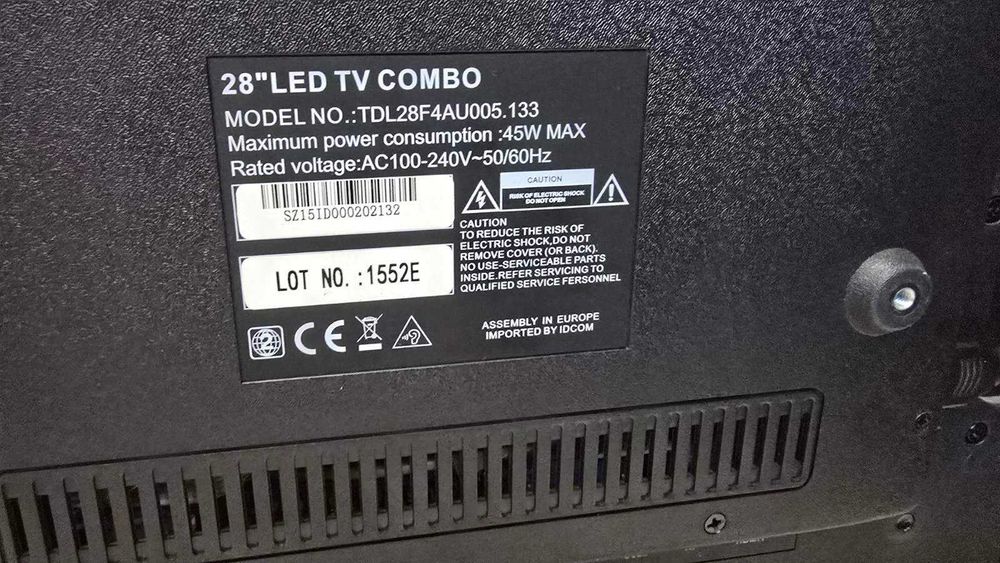 28"LED TV COMBO
MODEL NO.:TDL28F4AU005.133
Maximum power consumption :45W MAX
Rated voltage:AC100-240V~50/60Hz
SZ15ID000202132
CAUTION
RISK OF ELECTRIC SHOCK
DO NOT OPEN
CAUTION
TO REDUCE THE RISK OF
ELECTRIC SHOCK,DO NOT
REMOVE COVER (OR BACK).
NO USE-SERVICEABLE PARTS
INSIDE.REFER SERVICING TO
QUALIFIED SERVICE FERSONNEL
LOT NO.:1552E
2
CE
ASSEMBLY IN EUROPE
IMPORTED BY IDCOM